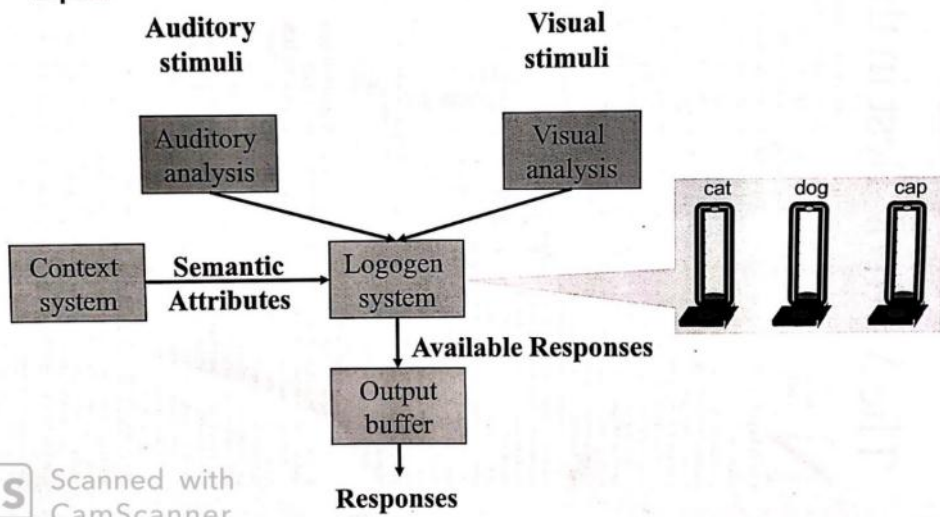 Auditory
stimuli
Visual
stimuli
Auditory
analysis
Visual
analysis
cat dog cap
Context
system
Semantic
Attributes
Logogen
system
Available Responses
Output
buffer
Responses
S Scanned with
CamScanner